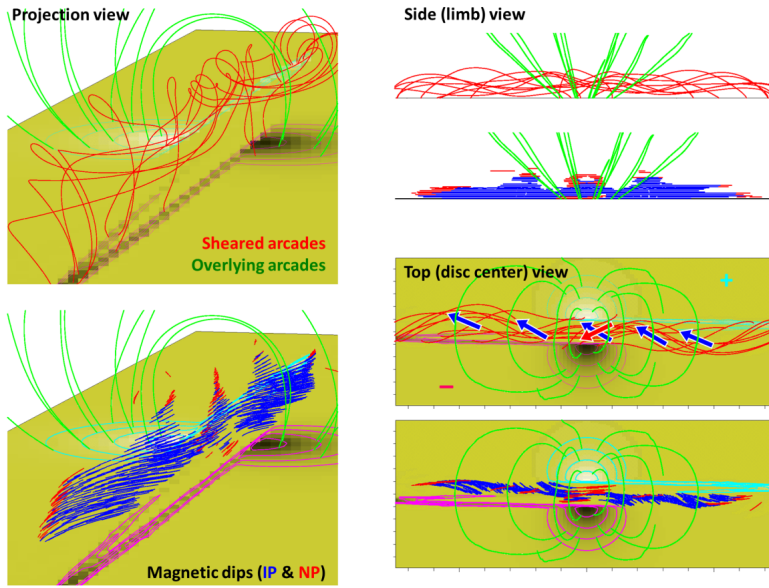 Projection view
Sheared arcades
Overlying arcades
Magnetic dips (IP & NP)
Side (limb) view
Top (disc center) view
+
−